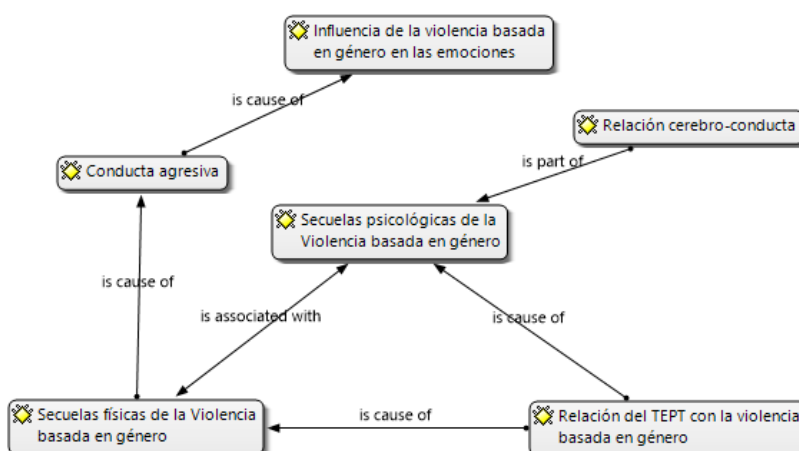 Influencia de la violencia basada
en género en las emociones
is cause of
Relación cerebro-conducta
is part of
Conducta agresiva
Secuelas psicológicas de la
Violencia basada en género
is cause of
is associated with
is cause of
Secuelas físicas de la Violencia
basada en género
is cause of
Relación del TEPT con la violencia
basada en género